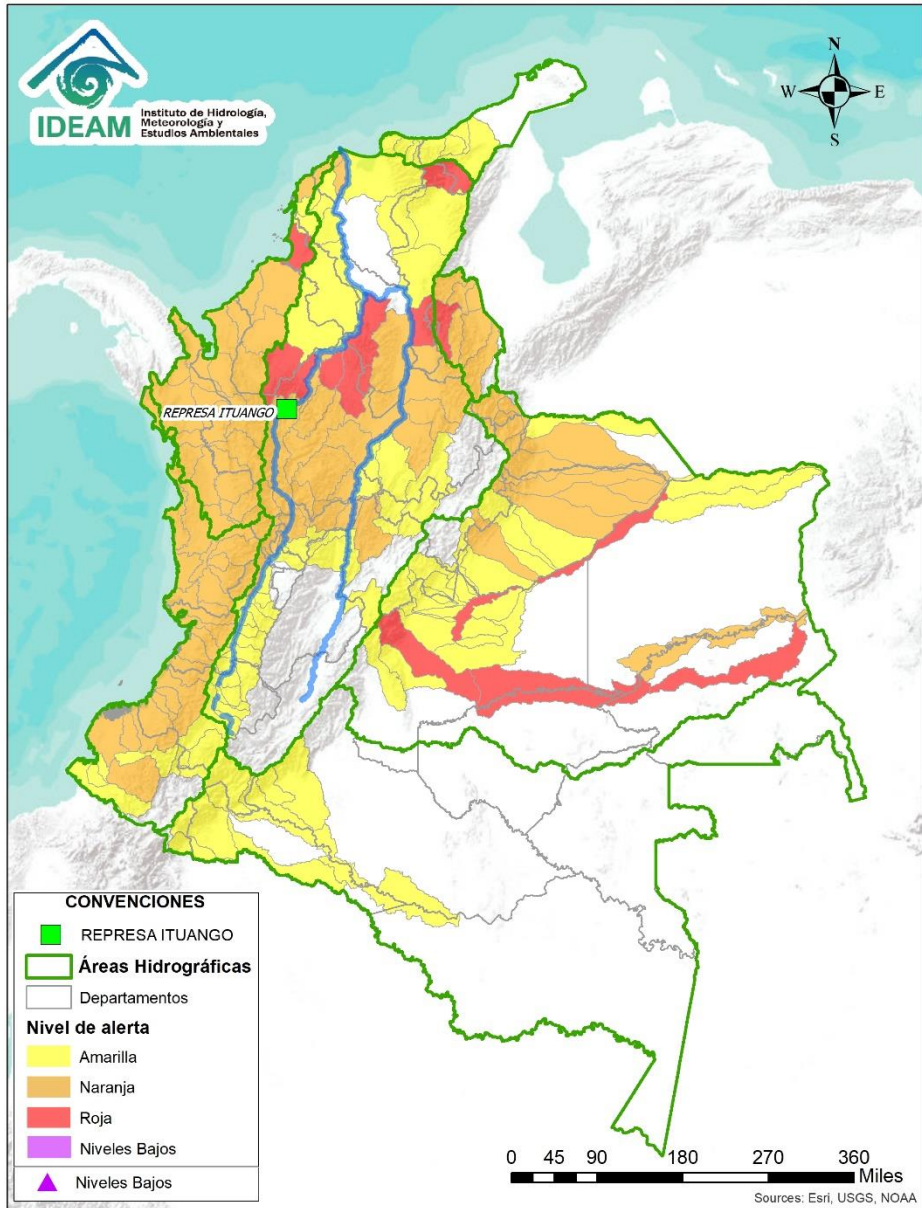 IDEAM
Instituto de Hidrología,
Meteorología y
Estudios Ambientales
N
W
E
S
REPRESA ITUANGO
CONVENCIONES
REPRESA ITUANGO
Áreas Hidrográficas
Departamentos
Nivel de alerta
Amarilla
Naranja
Roja
Niveles Bajos
Niveles Bajos
0 45 90 180 270 360
Miles
Sources: Esri, USGS, NOAA